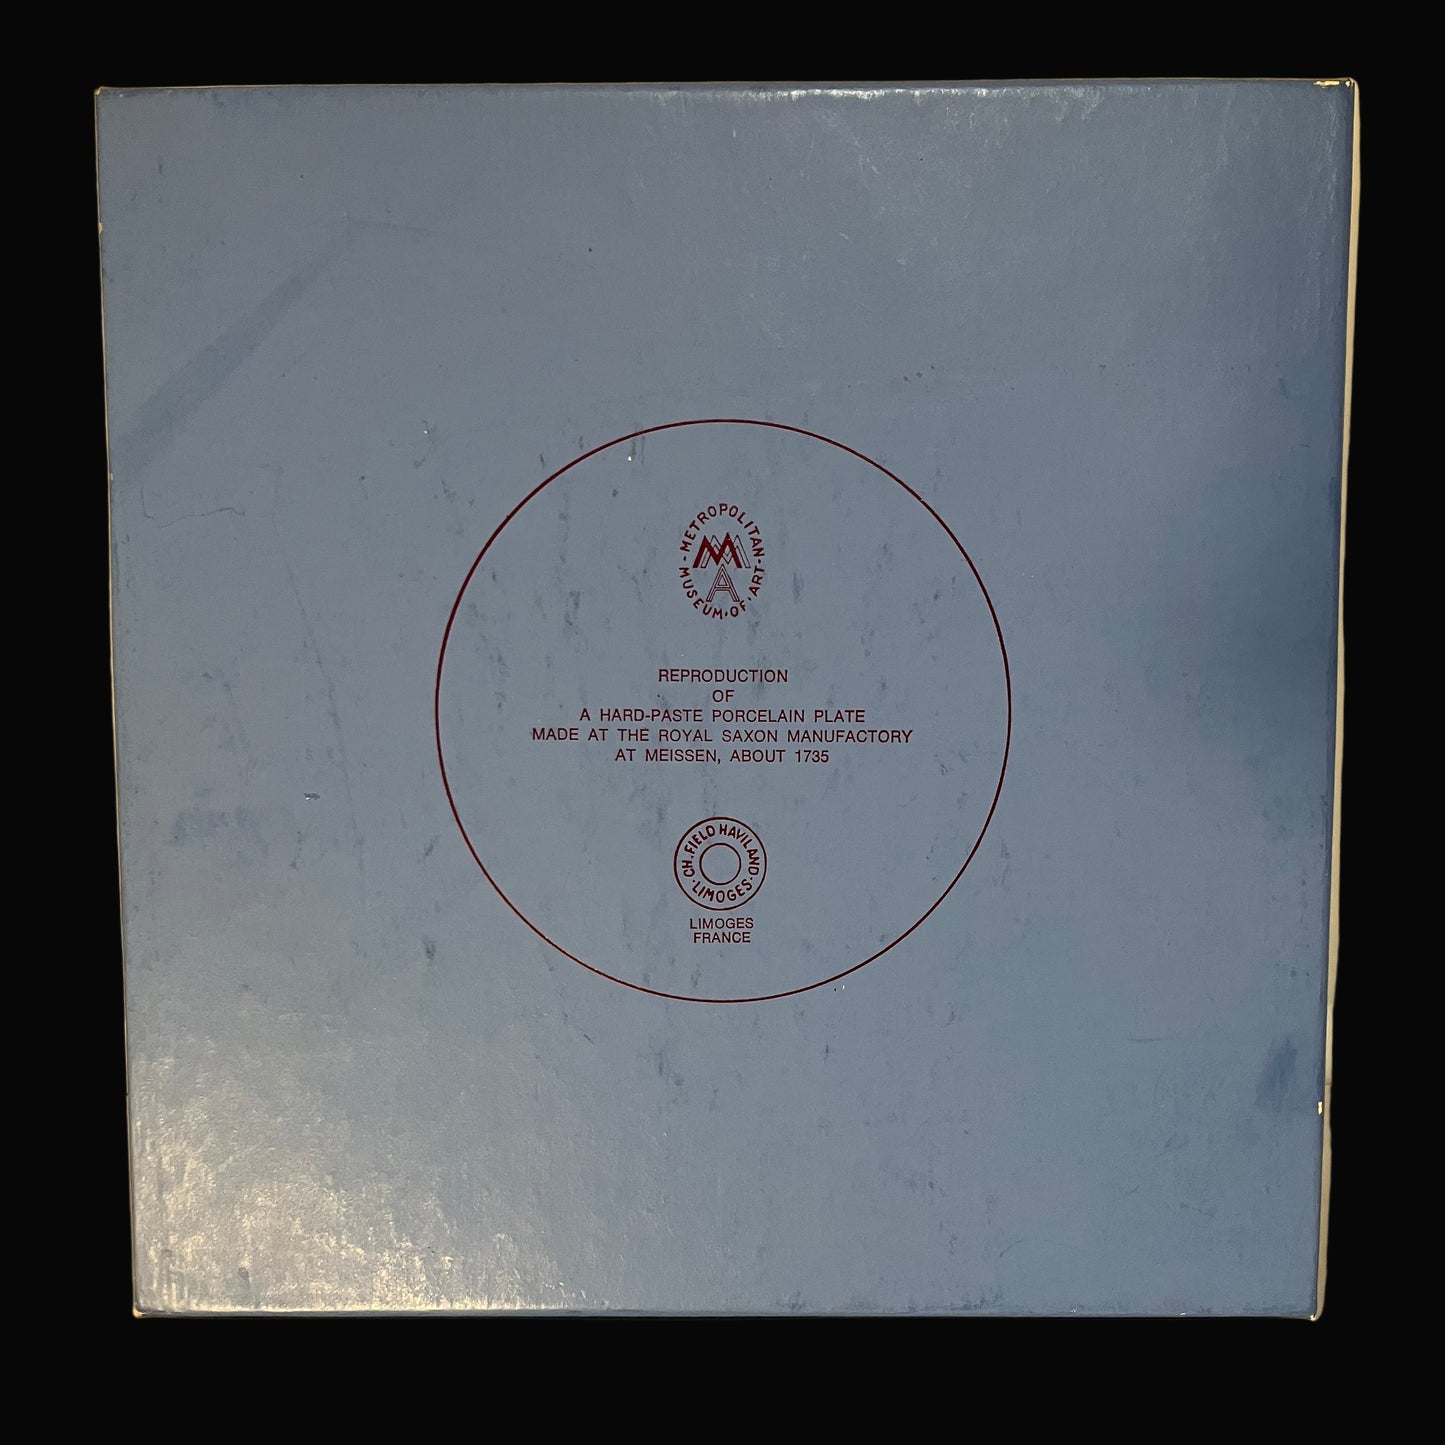 METROPOLITAN
MMA
MUSEUM·OF·ART
REPRODUCTION
OF
A HARD-PASTE PORCELAIN PLATE
MADE AT THE ROYAL SAXON MANUFACTORY
AT MEISSEN, ABOUT 1735
CH. FIELD HAVILAND
·LIMOGES·
LIMOGES
FRANCE